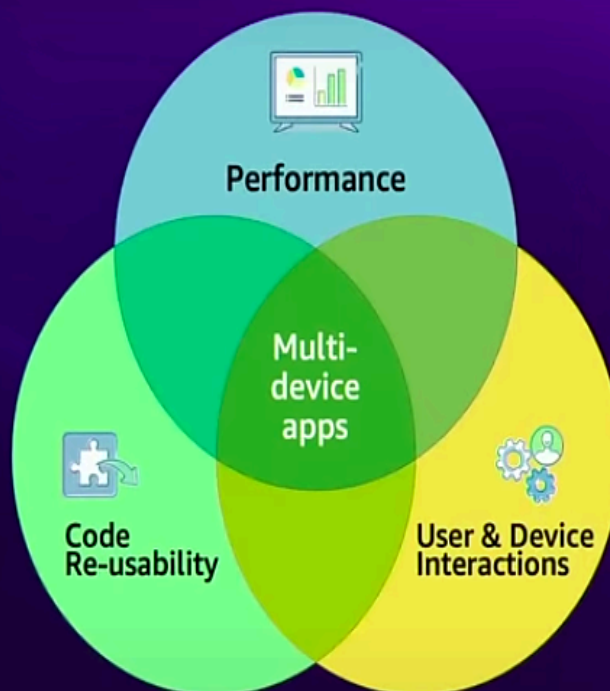 Performance
Multi-
device
apps
Code
Re-usability
User & Device
Interactions